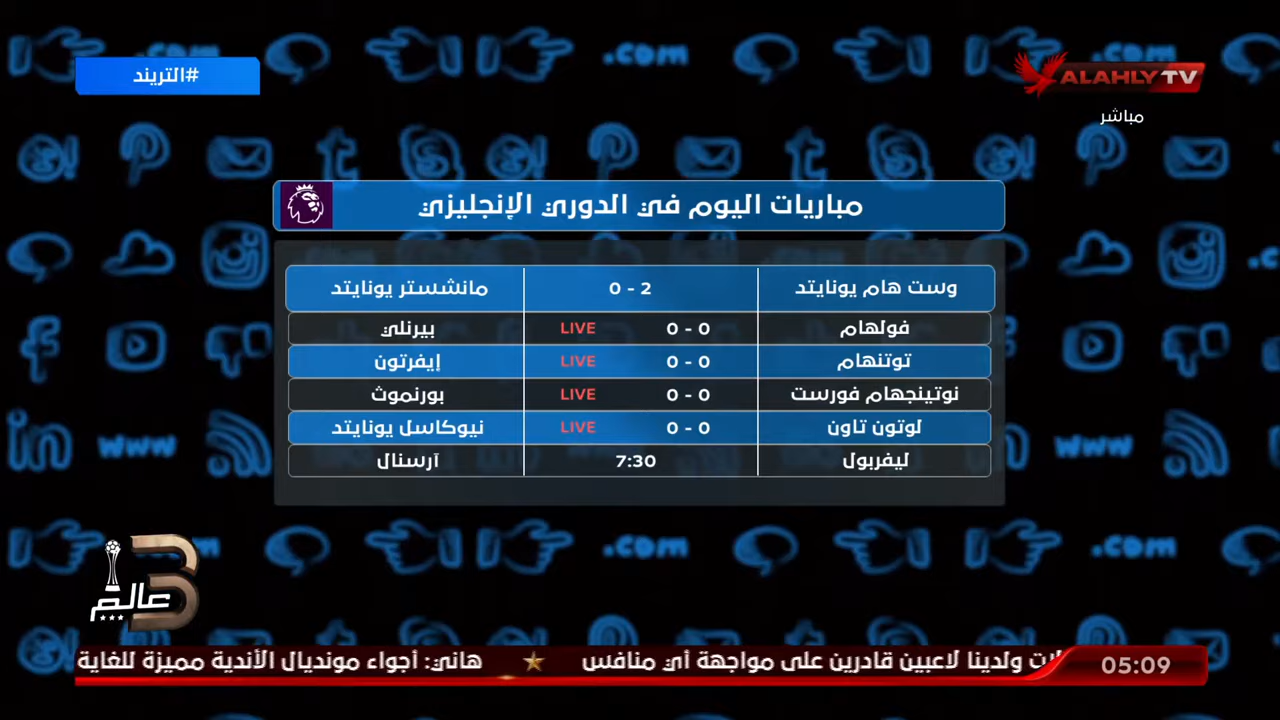 #التريند
ALAHLY TV
مباشر
مباريات اليوم في الدوري الإنجليزي
وست هام يونايتد 2 - 0 مانشستر يونايتد
فولهام 0 - 0 LIVE بيرنلي
توتنهام 0 - 0 LIVE إيفرتون
نوتينجهام فورست 0 - 0 LIVE بورنموث
لوتون تاون 0 - 0 LIVE نيوكاسل يونايتد
ليفربول 7:30 آرسنال
3 عالم
05:09
ولدينا لاعبين قادرين على مواجهة أي منافس ★ هاني: أجواء مونديال الأندية مميزة للغاية